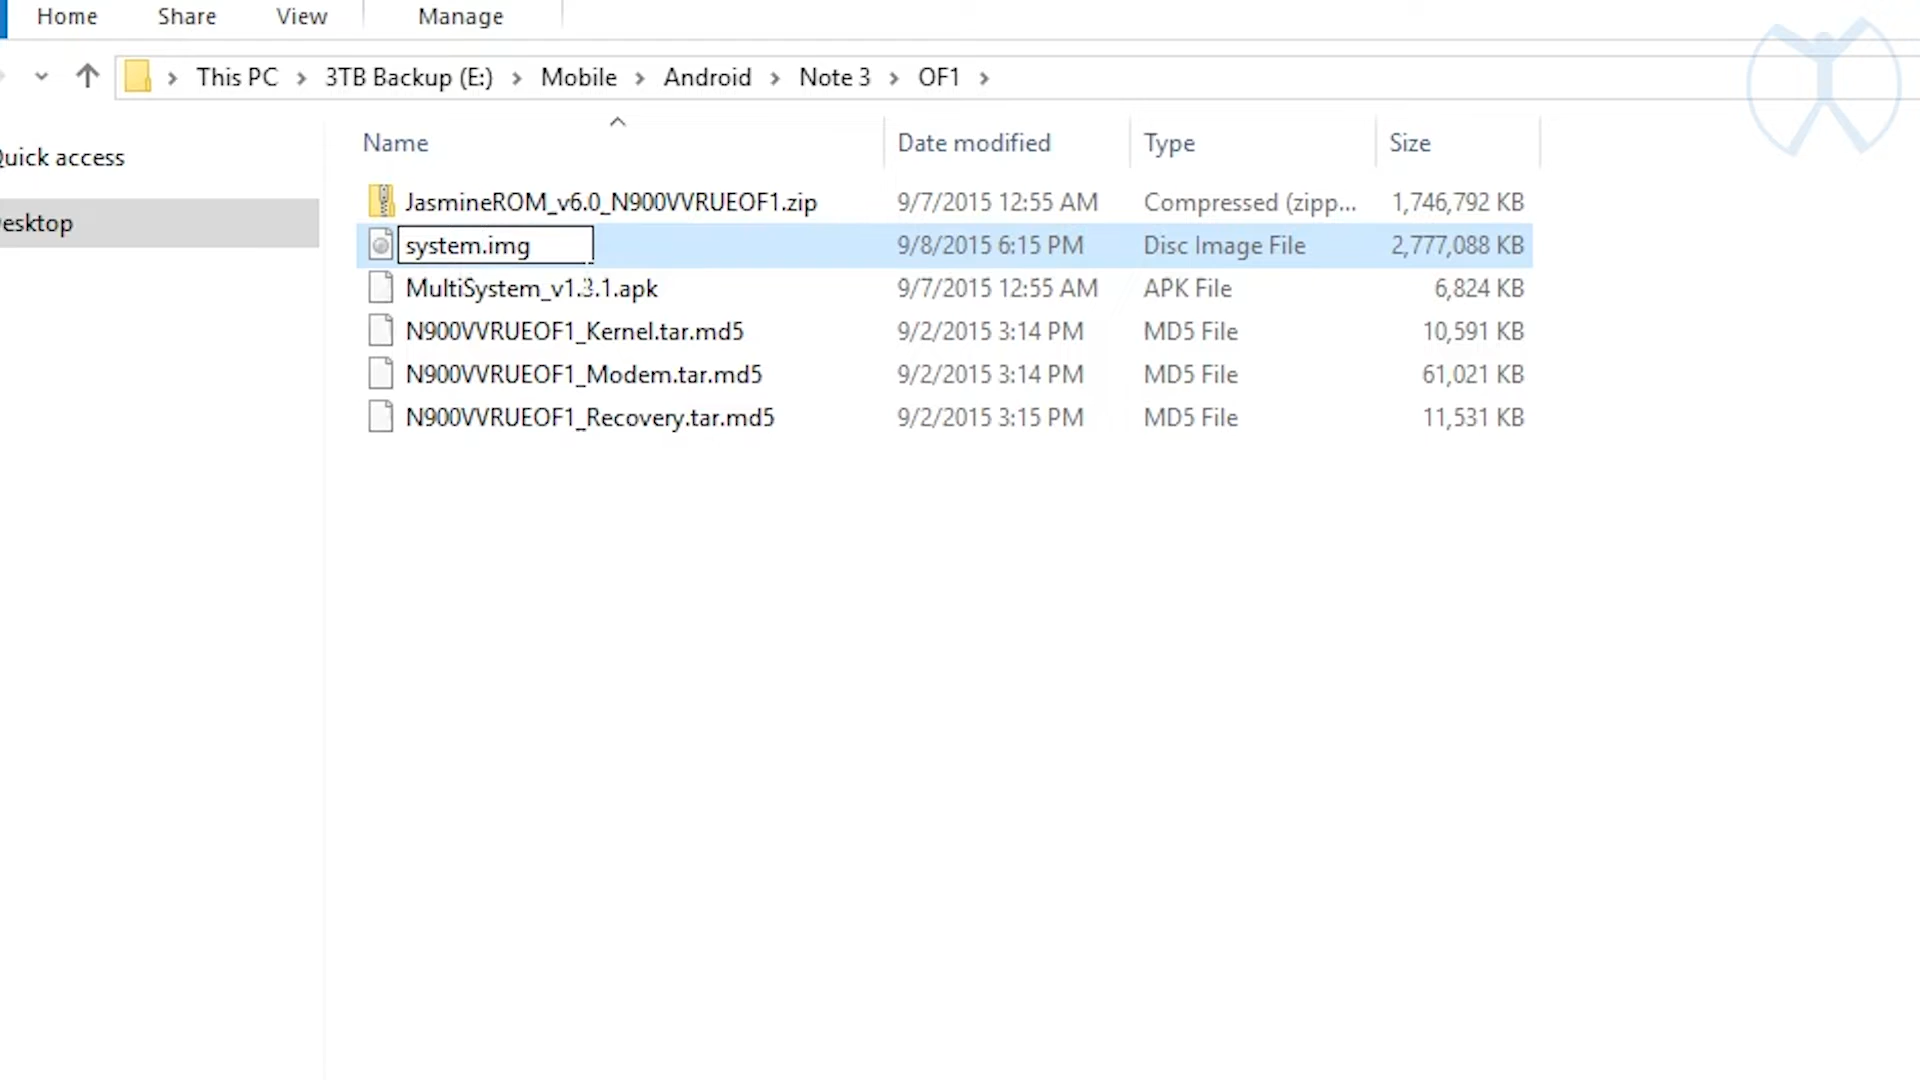 Home Share View Manage
This PC > 3TB Backup (E:) > Mobile > Android > Note 3 > OF1 >
Quick access
esktop
Name Date modified Type Size
JasmineROM_v6.0_N900VVRUEOF1.zip 9/7/2015 12:55 AM Compressed (zipp... 1,746,792 KB
system.img 9/8/2015 6:15 PM Disc Image File 2,777,088 KB
MultiSystem_v1.3.1.apk 9/7/2015 12:55 AM APK File 6,824 KB
N900VVRUEOF1_Kernel.tar.md5 9/2/2015 3:14 PM MD5 File 10,591 KB
N900VVRUEOF1_Modem.tar.md5 9/2/2015 3:14 PM MD5 File 61,021 KB
N900VVRUEOF1_Recovery.tar.md5 9/2/2015 3:15 PM MD5 File 11,531 KB